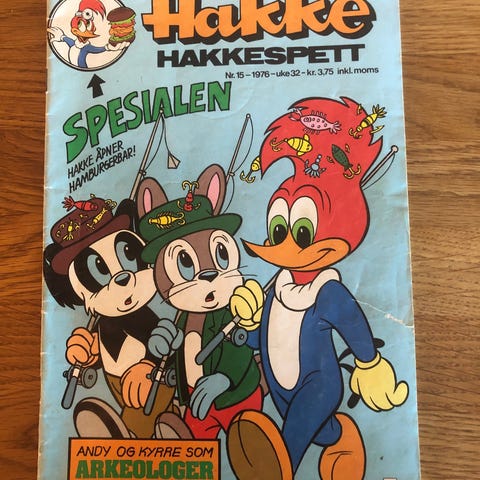 Hakke
HAKKESPETT
Nr. 15 - 1976 - uke 32 - kr. 3,75 inkl. moms
SPESIALEN
HAKKE ÅPNER
HAMBURGERBAR!
ANDY OG KYRRE SOM
ARKEOLOGER